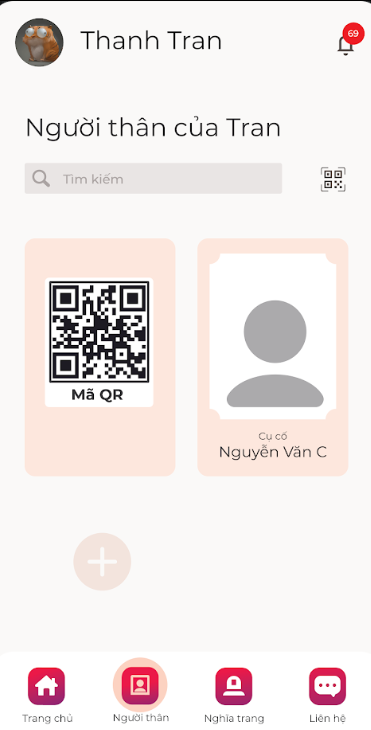 Thanh Tran
69
Người thân của Tran
Tìm kiếm
Mã QR
Cụ cố
Nguyễn Văn C
Trang chủ
Người thân
Nghĩa trang
Liên hệ